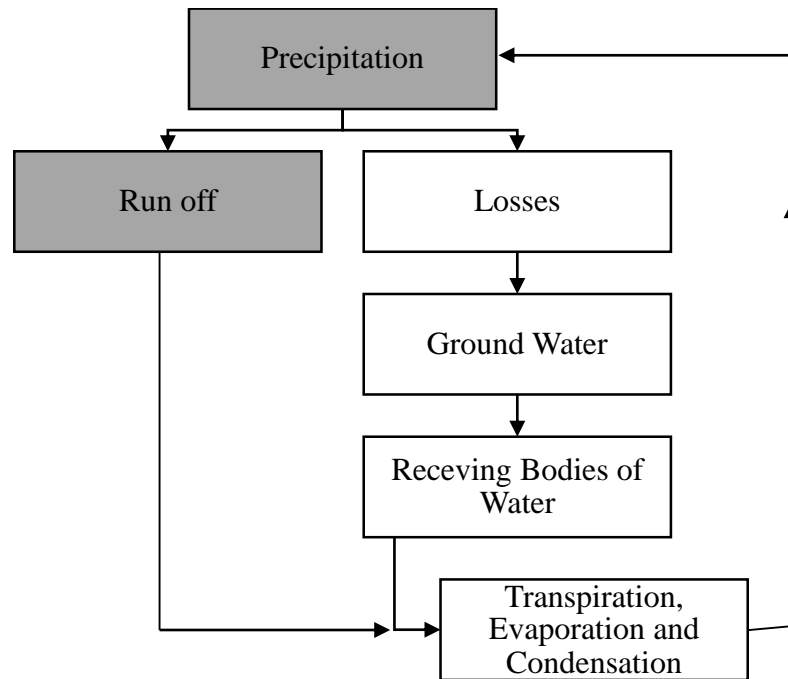 Precipitation
Run off
Losses
Ground Water
Receving Bodies of
Water
Transpiration,
Evaporation and
Condensation